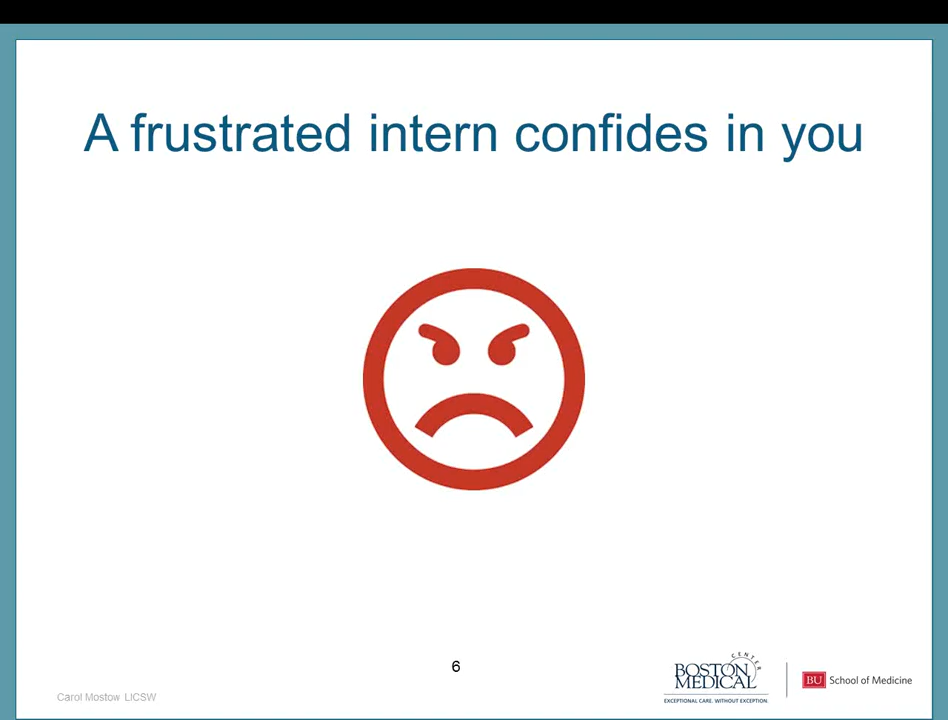 A frustrated intern confides in you
6
Carol Mostow LICSW
BOSTON
MEDICAL
CENTER
EXCEPTIONAL CARE. WITHOUT EXCEPTION
BU School of Medicine